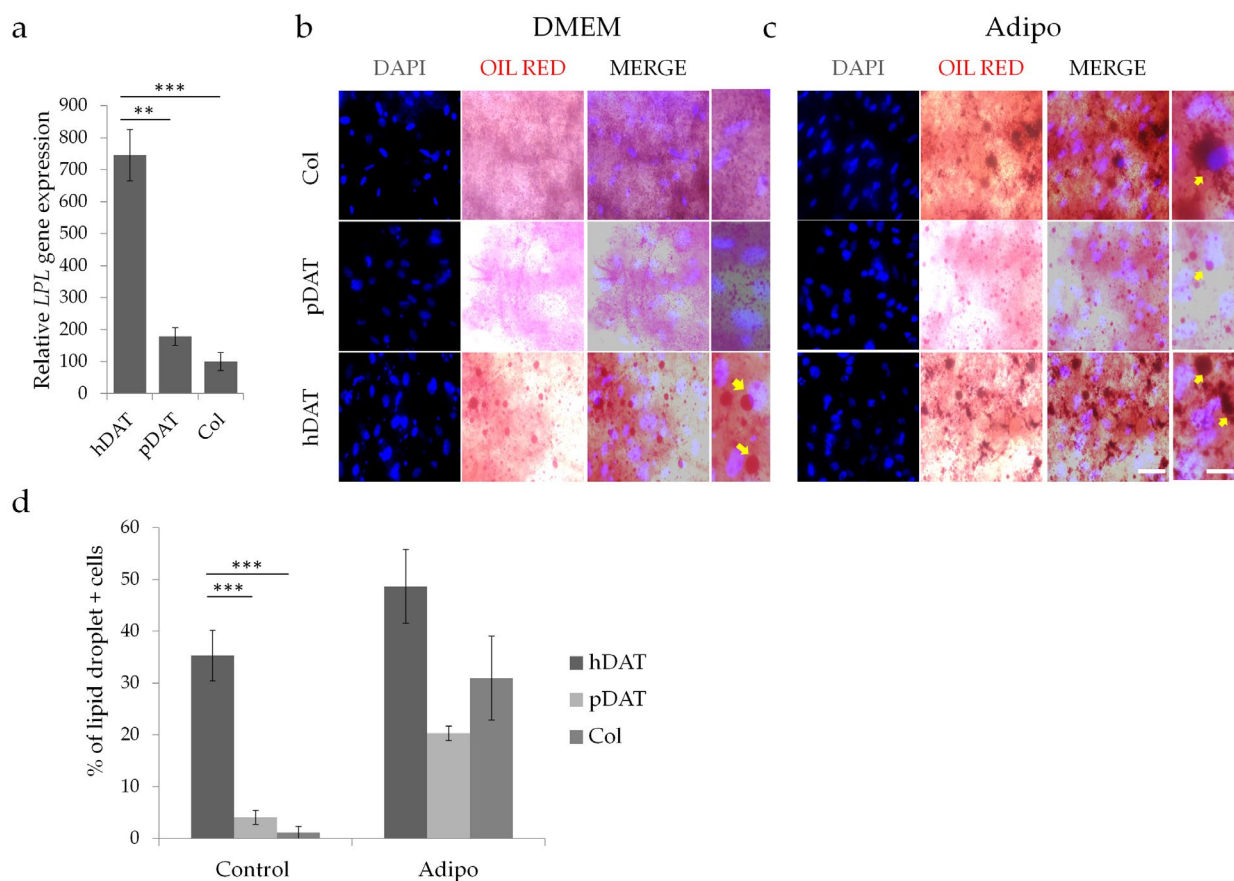 a
***
**
900
800
700
600
500
400
300
200
100
0
Relative LPL gene expression
hDAT
pDAT
Col
b
DMEM
DAPI
OIL RED
MERGE
Col
pDAT
hDAT
c
Adipo
DAPI
OIL RED
MERGE
d
60
50
40
30
20
10
0
% of lipid droplet + cells
***
***
Control
Adipo
hDAT
pDAT
Col